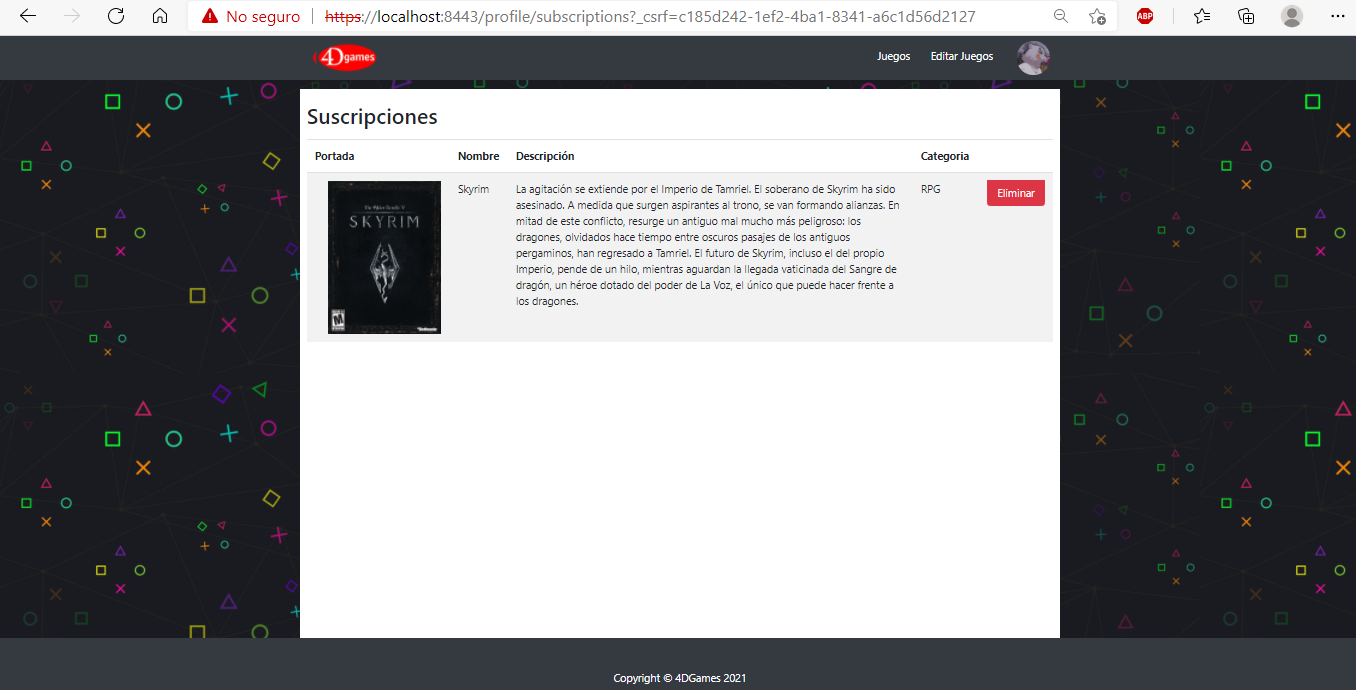 No seguro
https://localhost:8443/profile/subscriptions?_csrf=c185d242-1ef2-4ba1-8341-a6c1d56d2127
ABP
4Dgames
Juegos
Editar Juegos
Suscripciones
Portada
Nombre
Descripción
Categoria
SKYRIM
M
Skyrim
La agitación se extiende por el Imperio de Tamriel. El soberano de Skyrim ha sido
asesinado. A medida que surgen aspirantes al trono, se van formando alianzas. En
mitad de este conflicto, resurge un antiguo mal mucho más peligroso: los
dragones, olvidados hace tiempo entre oscuros pasajes de los antiguos
pergaminos, han regresado a Tamriel. El futuro de Skyrim, incluso el del propio
Imperio, pende de un hilo, mientras aguardan la llegada vaticinada del Sangre de
dragón, un héroe dotado del poder de La Voz, el único que puede hacer frente a
los dragones.
RPG
Eliminar
Copyright © 4DGames 2021